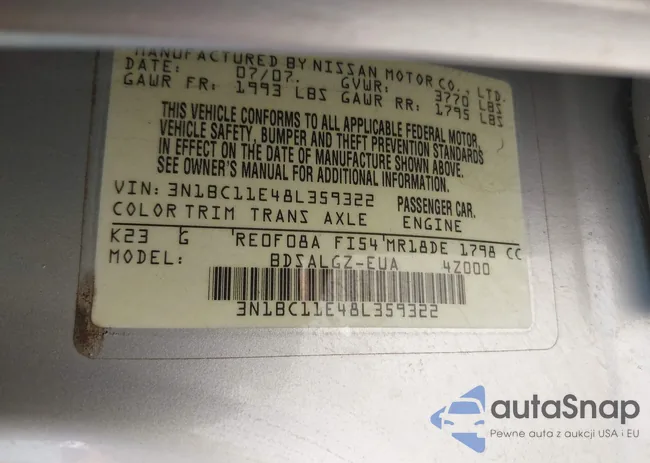 MANUFACTURED BY NISSAN MOTOR CO., LTD.
DATE: 07/07. GVWR: 3770 LBS
GAWR FR: 1993 LBS GAWR RR: 1795 LBS
THIS VEHICLE CONFORMS TO ALL APPLICABLE FEDERAL MOTOR
VEHICLE SAFETY, BUMPER AND THEFT PREVENTION STANDARDS
IN EFFECT ON THE DATE OF MANUFACTURE SHOWN ABOVE.
SEE OWNER'S MANUAL FOR ADDITIONAL INFORMATION.
VIN: 3N1BC11E48L359322 PASSENGER CAR.
COLOR TRIM TRANS AXLE ENGINE
K23 G RE0F08A FI54 MR18DE 1798 CC
MODEL: BDSALGZ-EUA 4Z000
3N1BC11E48L359322
autaSnap
Pewne auta z aukcji USA i EU